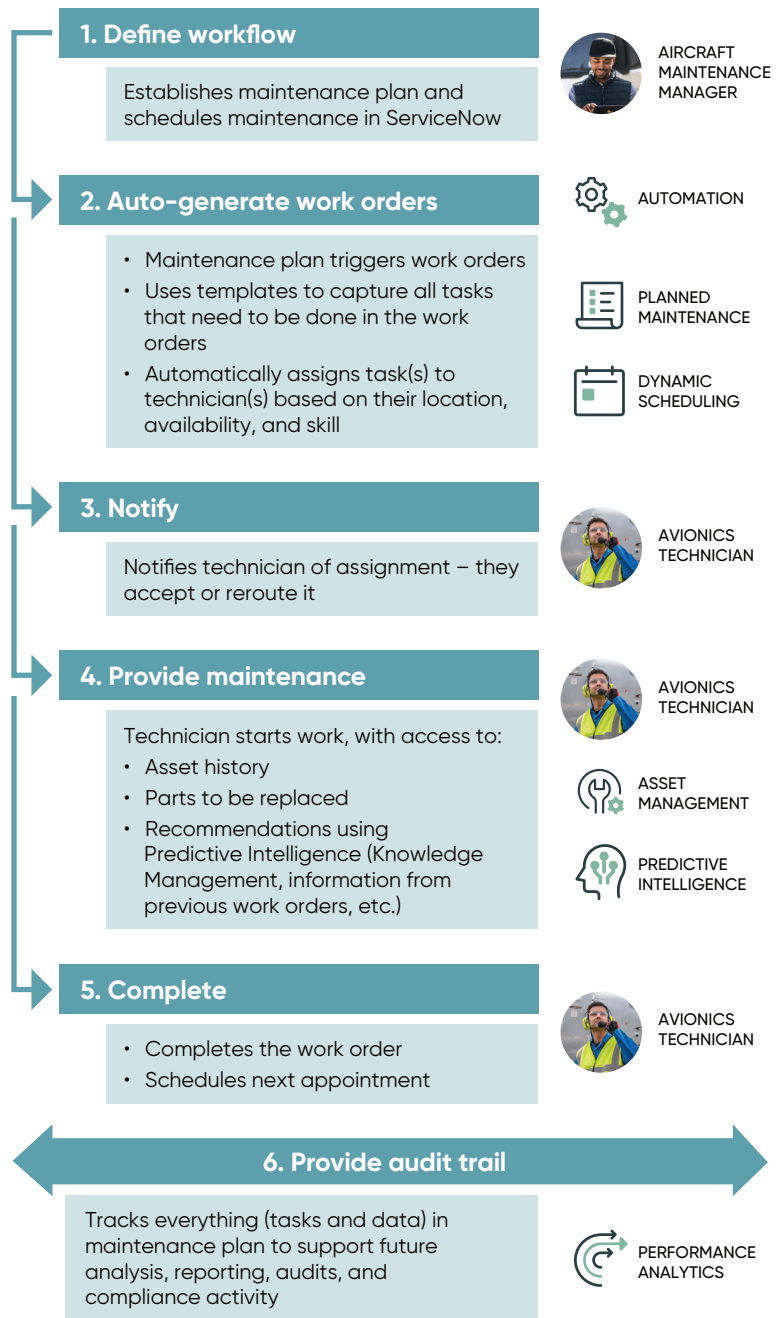 1. Define workflow
AIRCRAFT
MAINTENANCE
MANAGER
Establishes maintenance plan and
schedules maintenance in ServiceNow
2. Auto-generate work orders
AUTOMATION
• Maintenance plan triggers work orders
• Uses templates to capture all tasks
that need to be done in the work
orders
• Automatically assigns task(s) to
technician(s) based on their location,
availability, and skill
PLANNED
MAINTENANCE
DYNAMIC
SCHEDULING
3. Notify
AVIONICS
TECHNICIAN
Notifies technician of assignment – they
accept or reroute it
4. Provide maintenance
AVIONICS
TECHNICIAN
Technician starts work, with access to:
• Asset history
• Parts to be replaced
• Recommendations using
Predictive Intelligence (Knowledge
Management, information from
previous work orders, etc.)
ASSET
MANAGEMENT
PREDICTIVE
INTELLIGENCE
5. Complete
AVIONICS
TECHNICIAN
• Completes the work order
• Schedules next appointment
6. Provide audit trail
Tracks everything (tasks and data) in
maintenance plan to support future
analysis, reporting, audits, and
compliance activity
PERFORMANCE
ANALYTICS